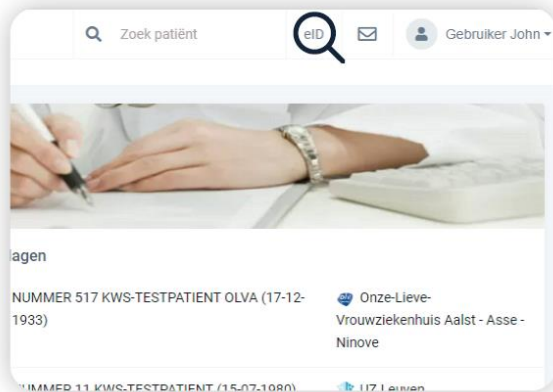 Zoek patiënt
eID
Gebruiker John
lagen
NUMMER 517 KWS-TESTPATIENT OLVA (17-12-
1933)
Onze-Lieve-
Vrouwziekenhuis Aalst - Asse -
Ninove
NUMMER 11 KWS-TESTPATIENT (15-07-1980)
UZ Leuven